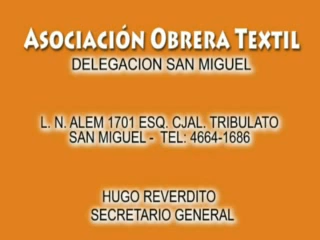 Asociación Obrera Textil
DELEGACION SAN MIGUEL
L. N. ALEM 1701 ESQ. CJAL. TRIBULATO
SAN MIGUEL - TEL: 4664-1686
HUGO REVERDITO
SECRETARIO GENERAL